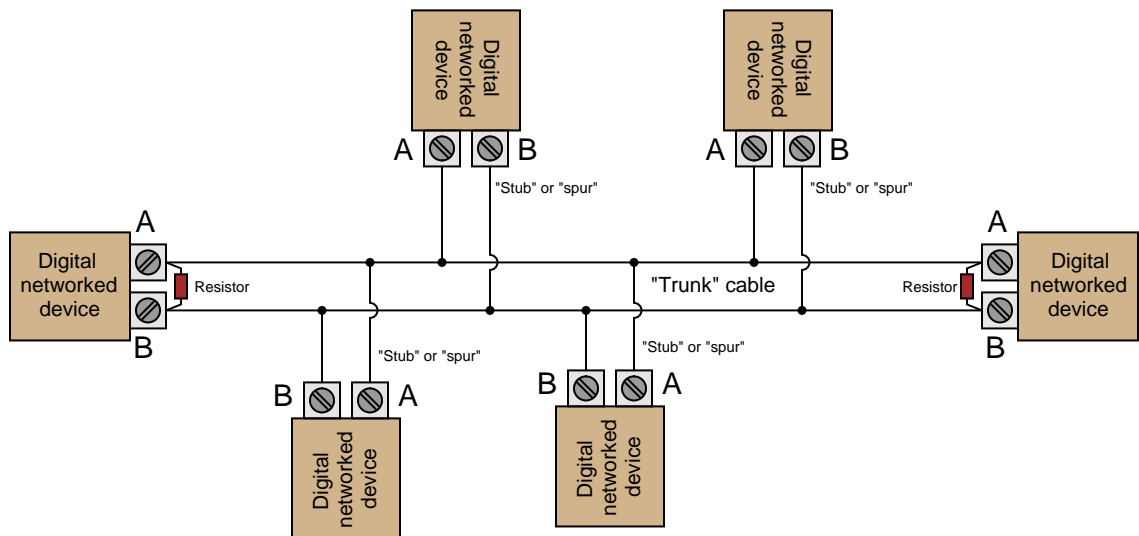 Digital
networked
device
Digital
networked
device
A
B
A
B
"Stub" or "spur"
"Stub" or "spur"
A
A
Digital
networked
device
Resistor
"Trunk" cable
Resistor
Digital
networked
device
B
B
"Stub" or "spur"
"Stub" or "spur"
B
A
B
A
Digital
networked
device
Digital
networked
device